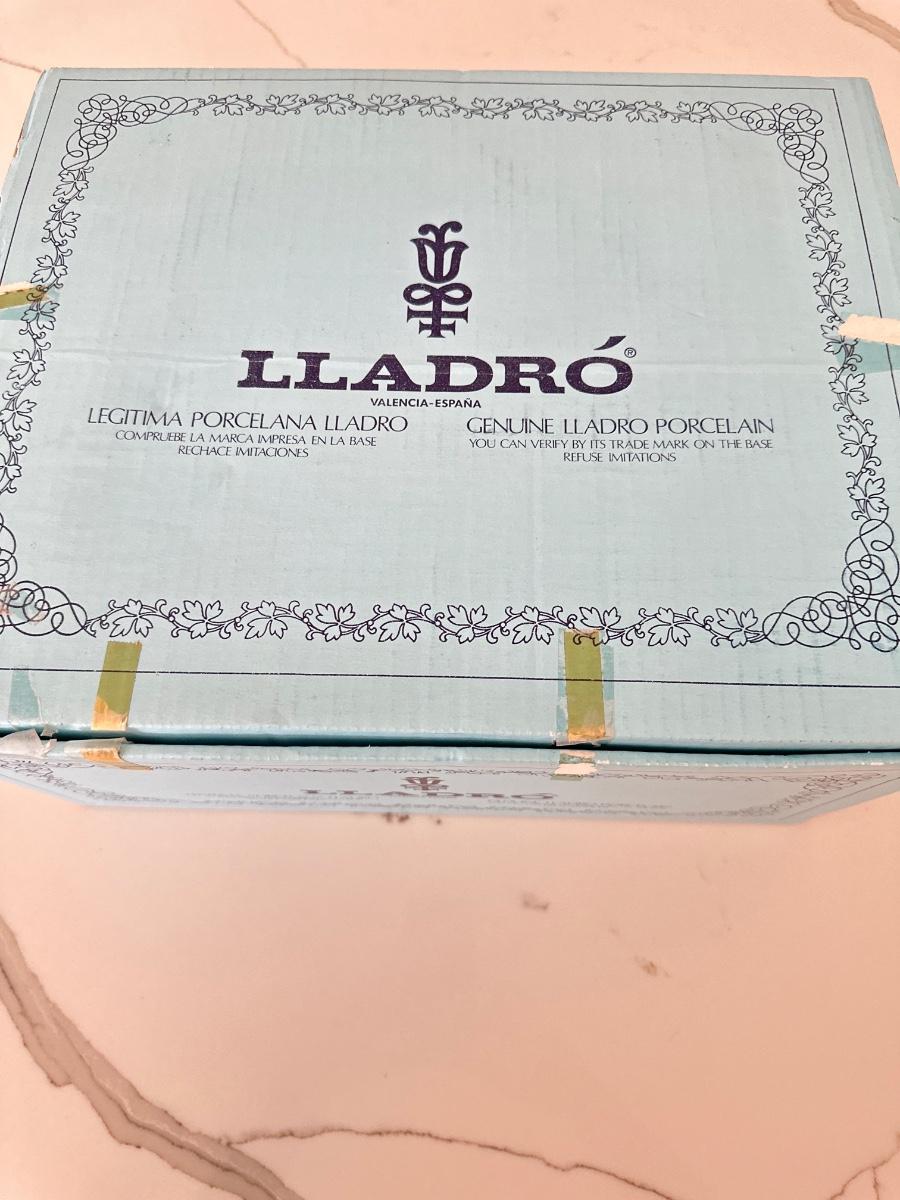 LLADRÓ®
VALENCIA-ESPAÑA
LEGITIMA PORCELANA LLADRO
COMPRUEBE LA MARCA IMPRESA EN LA BASE
RECHACE IMITACIONES
GENUINE LLADRO PORCELAIN
YOU CAN VERIFY BY ITS TRADE MARK ON THE BASE
REFUSE IMITATIONS
LLADRÓ